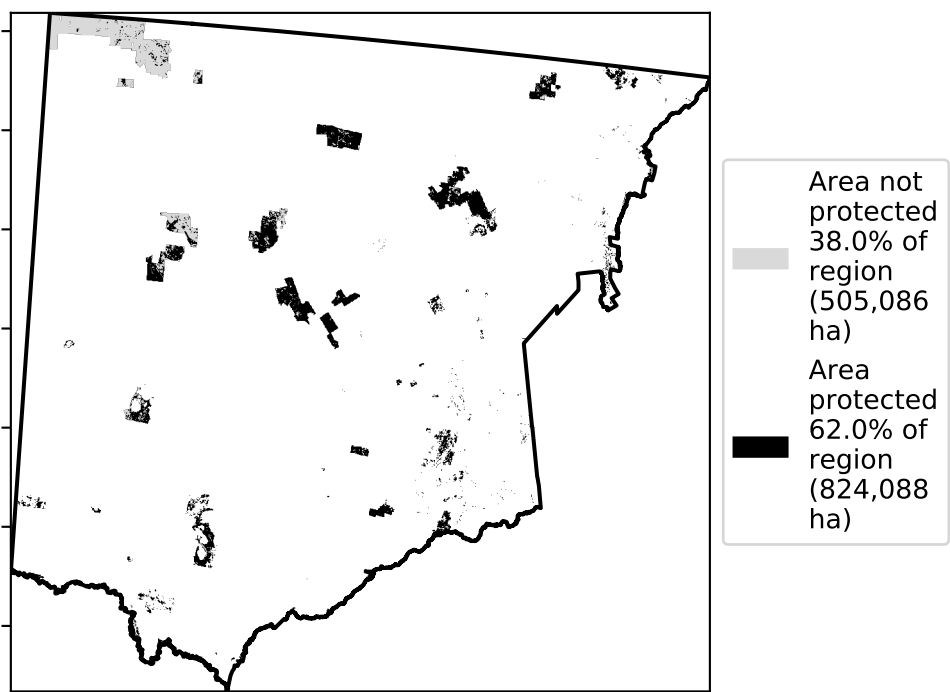 Area not
protected
38.0% of
region
(505,086
ha)
Area
protected
62.0% of
region
(824,088
ha)